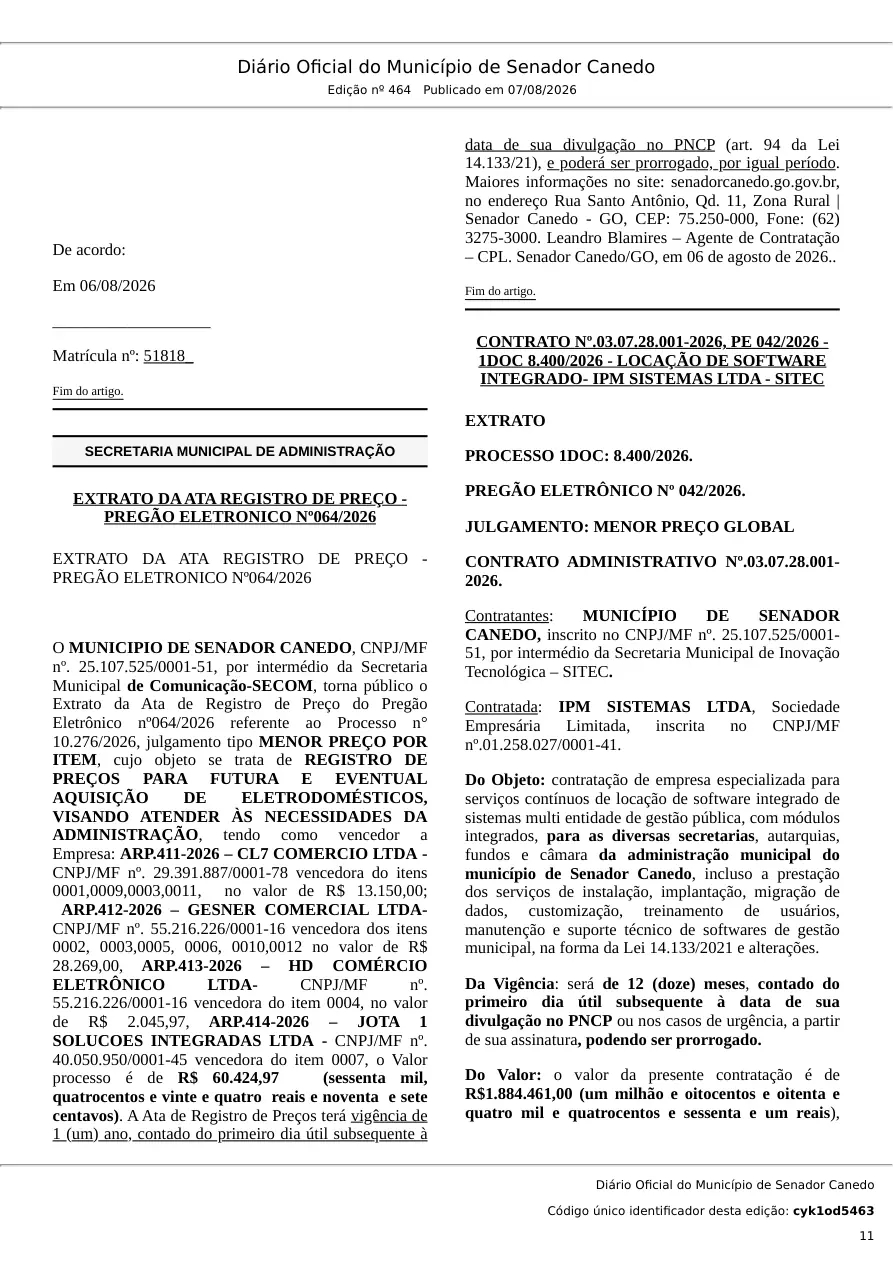 Diário Oficial do Município de Senador Canedo
Edição nº 464 Publicado em 07/08/2026
De acordo:
Em 06/08/2026
___________________
Matrícula nº: 51818_
Fim do artigo.
SECRETARIA MUNICIPAL DE ADMINISTRAÇÃO
EXTRATO DA ATA REGISTRO DE PREÇO -
PREGÃO ELETRONICO Nº064/2026
EXTRATO DA ATA REGISTRO DE PREÇO -
PREGÃO ELETRONICO Nº064/2026
O MUNICIPIO DE SENADOR CANEDO, CNPJ/MF
nº. 25.107.525/0001-51, por intermédio da Secretaria
Municipal de Comunicação-SECOM, torna público o
Extrato da Ata de Registro de Preço do Pregão
Eletrônico nº064/2026 referente ao Processo n°
10.276/2026, julgamento tipo MENOR PREÇO POR
ITEM, cujo objeto se trata de REGISTRO DE
PREÇOS PARA FUTURA E EVENTUAL
AQUISIÇÃO DE ELETRODOMÉSTICOS,
VISANDO ATENDER ÀS NECESSIDADES DA
ADMINISTRAÇÃO, tendo como vencedor a
Empresa: ARP.411-2026 – CL7 COMERCIO LTDA -
CNPJ/MF nº. 29.391.887/0001-78 vencedora do itens
0001,0009,0003,0011, no valor de R$ 13.150,00;
ARP.412-2026 – GESNER COMERCIAL LTDA-
CNPJ/MF nº. 55.216.226/0001-16 vencedora dos itens
0002, 0003,0005, 0006, 0010,0012 no valor de R$
28.269,00, ARP.413-2026 – HD COMÉRCIO
ELETRÔNICO LTDA- CNPJ/MF nº.
55.216.226/0001-16 vencedora do item 0004, no valor
de R$ 2.045,97, ARP.414-2026 – JOTA 1
SOLUCOES INTEGRADAS LTDA - CNPJ/MF nº.
40.050.950/0001-45 vencedora do item 0007, o Valor
processo é de R$ 60.424,97 (sessenta mil,
quatrocentos e vinte e quatro reais e noventa e sete
centavos). A Ata de Registro de Preços terá vigência de
1 (um) ano, contado do primeiro dia útil subsequente à
data de sua divulgação no PNCP (art. 94 da Lei
14.133/21), e poderá ser prorrogado, por igual período.
Maiores informações no site: senadorcanedo.go.gov.br,
no endereço Rua Santo Antônio, Qd. 11, Zona Rural |
Senador Canedo - GO, CEP: 75.250-000, Fone: (62)
3275-3000. Leandro Blamires – Agente de Contratação
– CPL. Senador Canedo/GO, em 06 de agosto de 2026..
Fim do artigo.
CONTRATO Nº.03.07.28.001-2026, PE 042/2026 -
1DOC 8.400/2026 - LOCAÇÃO DE SOFTWARE
INTEGRADO- IPM SISTEMAS LTDA - SITEC
EXTRATO
PROCESSO 1DOC: 8.400/2026.
PREGÃO ELETRÔNICO Nº 042/2026.
JULGAMENTO: MENOR PREÇO GLOBAL
CONTRATO ADMINISTRATIVO Nº.03.07.28.001-
2026.
Contratantes: MUNICÍPIO DE SENADOR
CANEDO, inscrito no CNPJ/MF nº. 25.107.525/0001-
51, por intermédio da Secretaria Municipal de Inovação
Tecnológica – SITEC.
Contratada: IPM SISTEMAS LTDA, Sociedade
Empresária Limitada, inscrita no CNPJ/MF
nº.01.258.027/0001-41.
Do Objeto: contratação de empresa especializada para
serviços contínuos de locação de software integrado de
sistemas multi entidade de gestão pública, com módulos
integrados, para as diversas secretarias, autarquias,
fundos e câmara da administração municipal do
município de Senador Canedo, incluso a prestação
dos serviços de instalação, implantação, migração de
dados, customização, treinamento de usuários,
manutenção e suporte técnico de softwares de gestão
municipal, na forma da Lei 14.133/2021 e alterações.
Da Vigência: será de 12 (doze) meses, contado do
primeiro dia útil subsequente à data de sua
divulgação no PNCP ou nos casos de urgência, a partir
de sua assinatura, podendo ser prorrogado.
Do Valor: o valor da presente contratação é de
R$1.884.461,00 (um milhão e oitocentos e oitenta e
quatro mil e quatrocentos e sessenta e um reais),
Diário Oficial do Município de Senador Canedo
Código único identificador desta edição: cyk1od5463
11